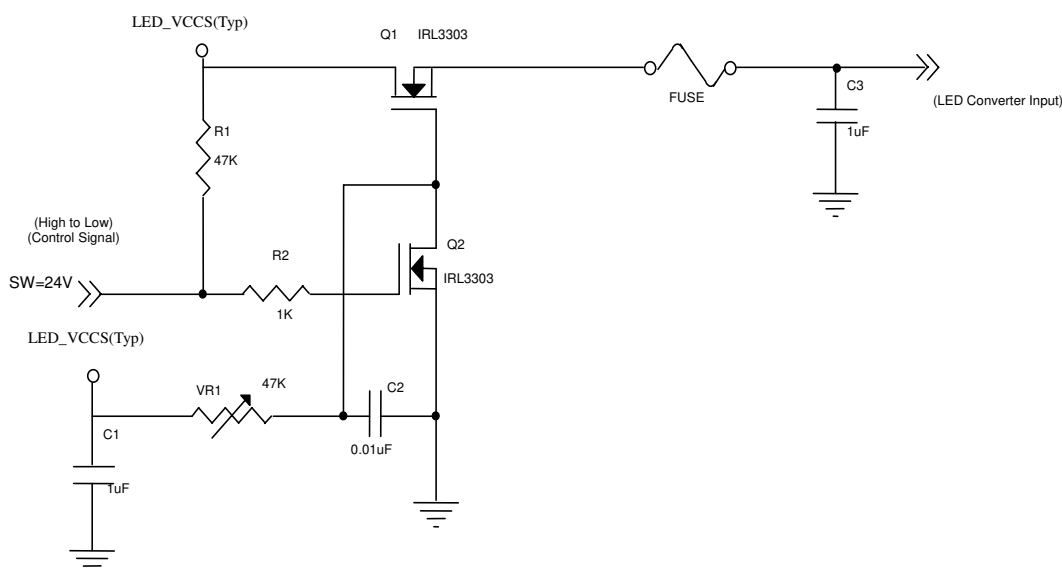 LED_VCCS(Typ)
Q1 IRL3303
FUSE
C3
(LED Converter Input)
1uF
R1
47K
(High to Low)
(Control Signal)
SW=24V
R2
1K
Q2
IRL3303
LED_VCCS(Typ)
VR1
47K
C2
0.01uF
C1
1uF